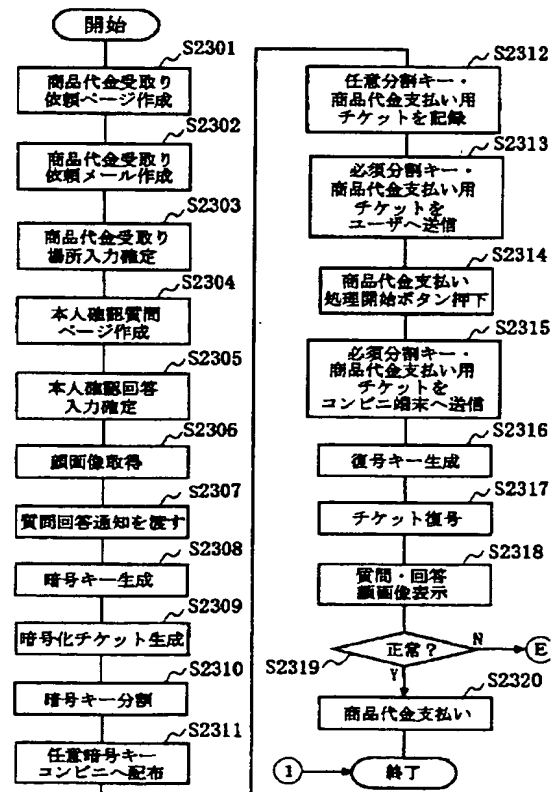 開始
S2301
商品代金受取り
依頼ページ作成
S2302
商品代金受取り
依頼メール作成
S2303
商品代金受取り
場所入力確定
S2304
本人確認質問
ページ作成
S2305
本人確認回答
入力確定
S2306
顔画像取得
S2307
質問回答通知を渡す
S2308
暗号キー生成
S2309
暗号化チケット生成
S2310
暗号キー分割
S2311
任意暗号キー
コンビニへ配布
S2312
任意分割キー・
商品代金支払い用
チケットを記録
S2313
必須分割キー・
商品代金支払い用
チケットを
ユーザへ送信
S2314
商品代金支払い
処理開始ボタン押下
S2315
必須分割キー・
商品代金支払い用
チケットを
コンビニ端末へ送信
S2316
復号キー生成
S2317
チケット復号
S2318
質問・回答
顔画像表示
S2319
正常?
N
E
Y
S2320
商品代金支払い
1
終了